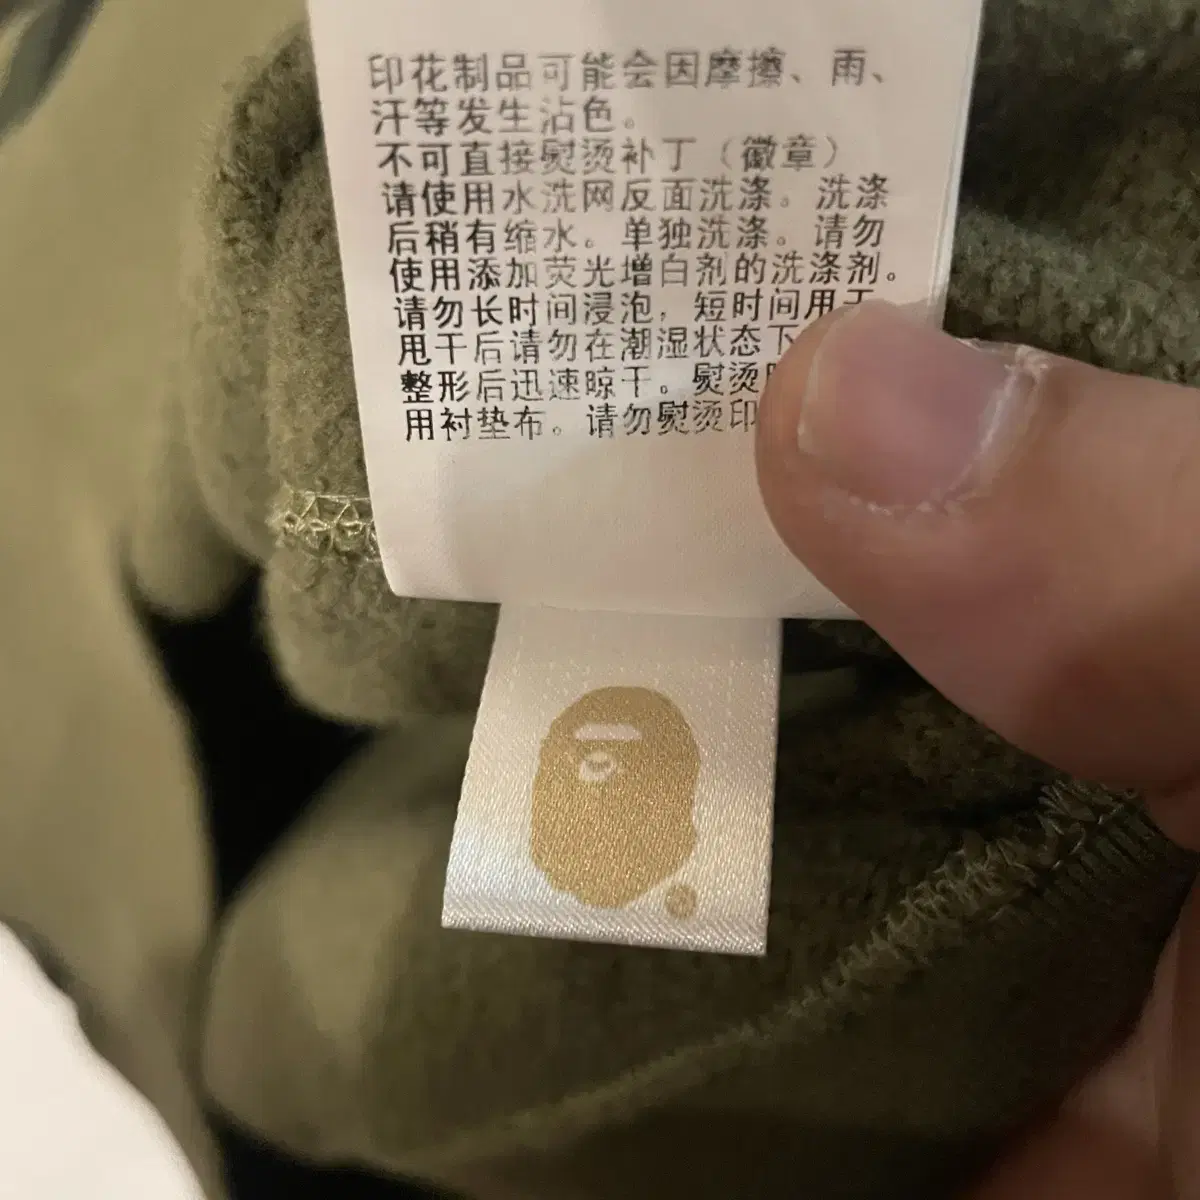 印花制品可能会因摩擦、雨、
汗等发生沾色。
不可直接熨烫补丁（徽章）
请使用水洗网反面洗涤。洗涤
后稍有缩水。单独洗涤。请勿
使用添加荧光增白剂的洗涤剂。
请勿长时间浸泡，短时间用干
甩干后请勿在潮湿状态下
整形后迅速晾干。熨烫
用衬垫布。请勿熨烫印